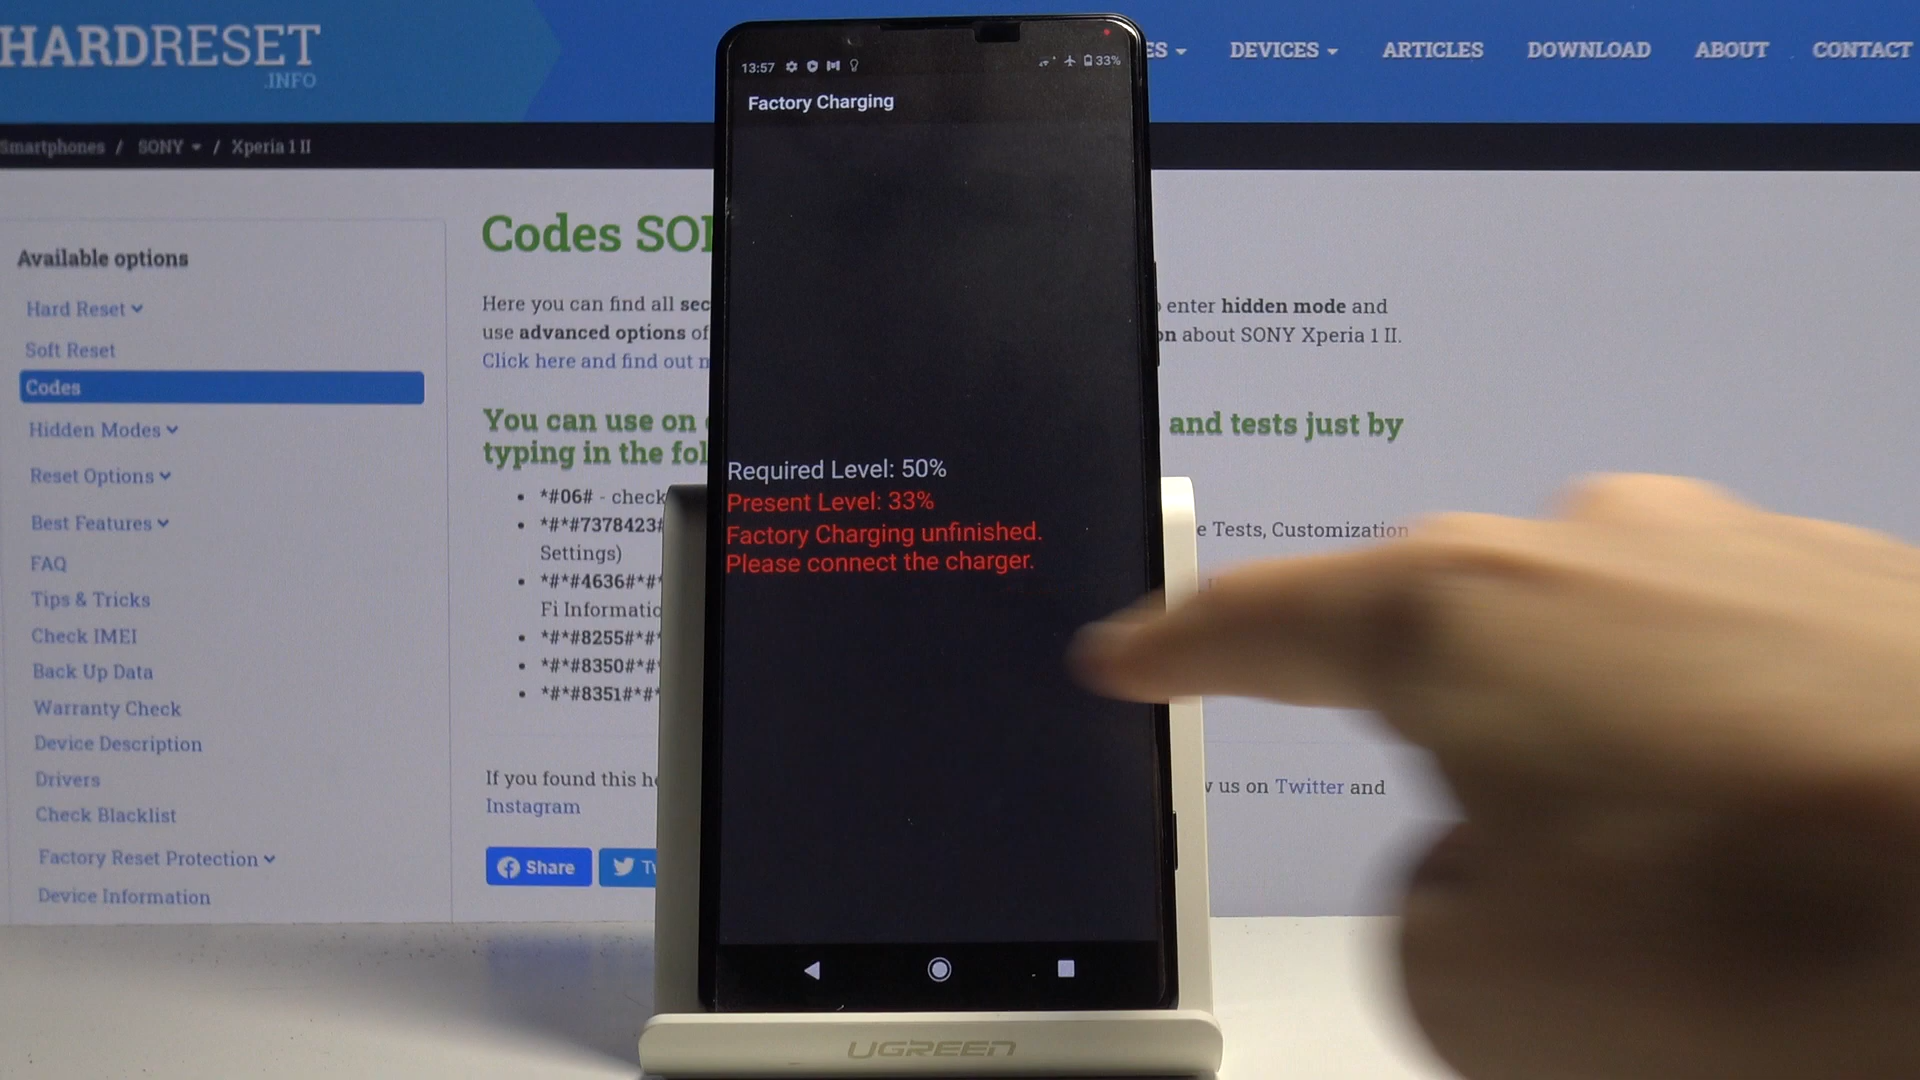 HARDRESET
.INFO
ES
DEVICES
ARTICLES
DOWNLOAD
ABOUT
CONTACT
Smartphones / SONY / Xperia 1 II
13:57
33%
Factory Charging
Required Level: 50%
Present Level: 33%
Factory Charging unfinished.
Please connect the charger.
Available options
Hard Reset
Soft Reset
Codes
Hidden Modes
Reset Options
Best Features
FAQ
Tips & Tricks
Check IMEI
Back Up Data
Warranty Check
Device Description
Drivers
Check Blacklist
Factory Reset Protection
Device Information
Codes SO
Here you can find all sec enter hidden mode and
use advanced options of on about SONY Xperia 1 II.
Click here and find out
You can use on and tests just by
typing in the fol
*#06# - check
*#*#7378423# e Tests, Customization
Settings)
*#*#4636#*#*
Fi Informatio
*#*#8255#*#*
*#*#8350#*#*
*#*#8351#*#*
If you found this he us on Twitter and
Instagram
Share
Tw
UGREEN